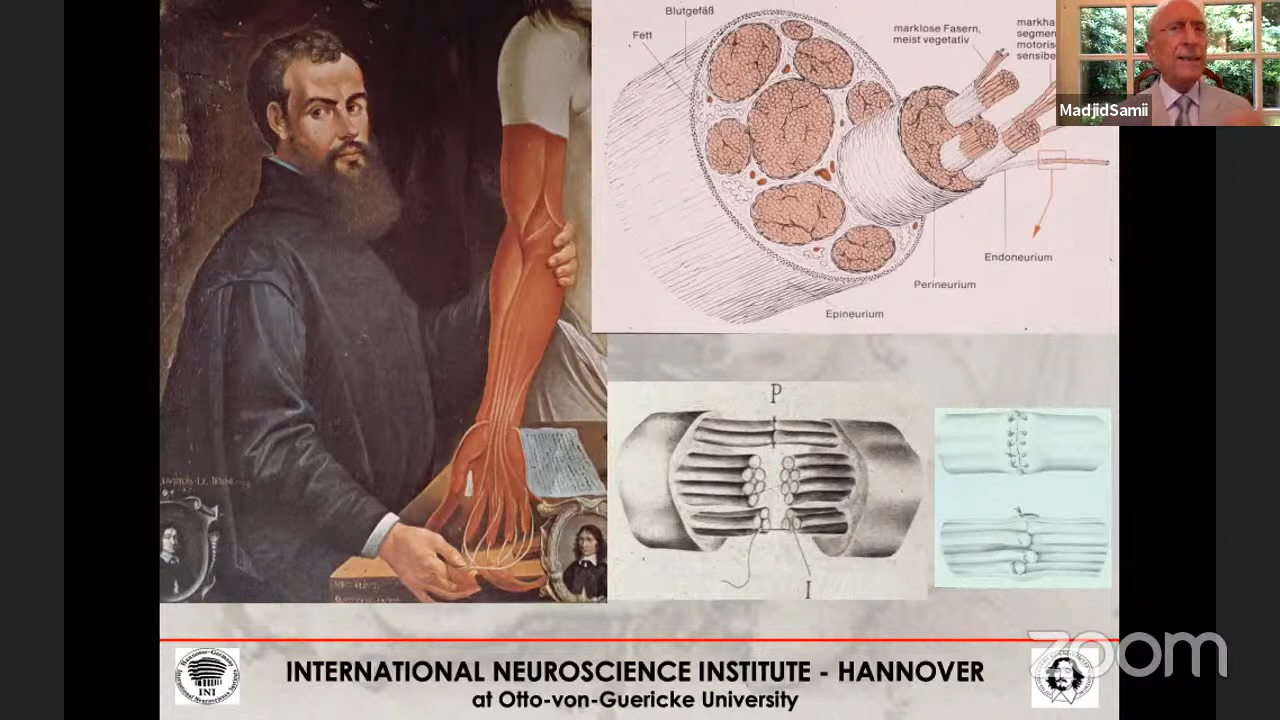 Blutgefäß
Fett
marklose Fasern,
meist vegetativ
markha
segmen
motoris
sensibe
MadjidSamii
Endoneurium
Perineurium
Epineurium
P
I
zoom
INTERNATIONAL NEUROSCIENCE INSTITUTE - HANNOVER
at Otto-von-Guericke University
INI